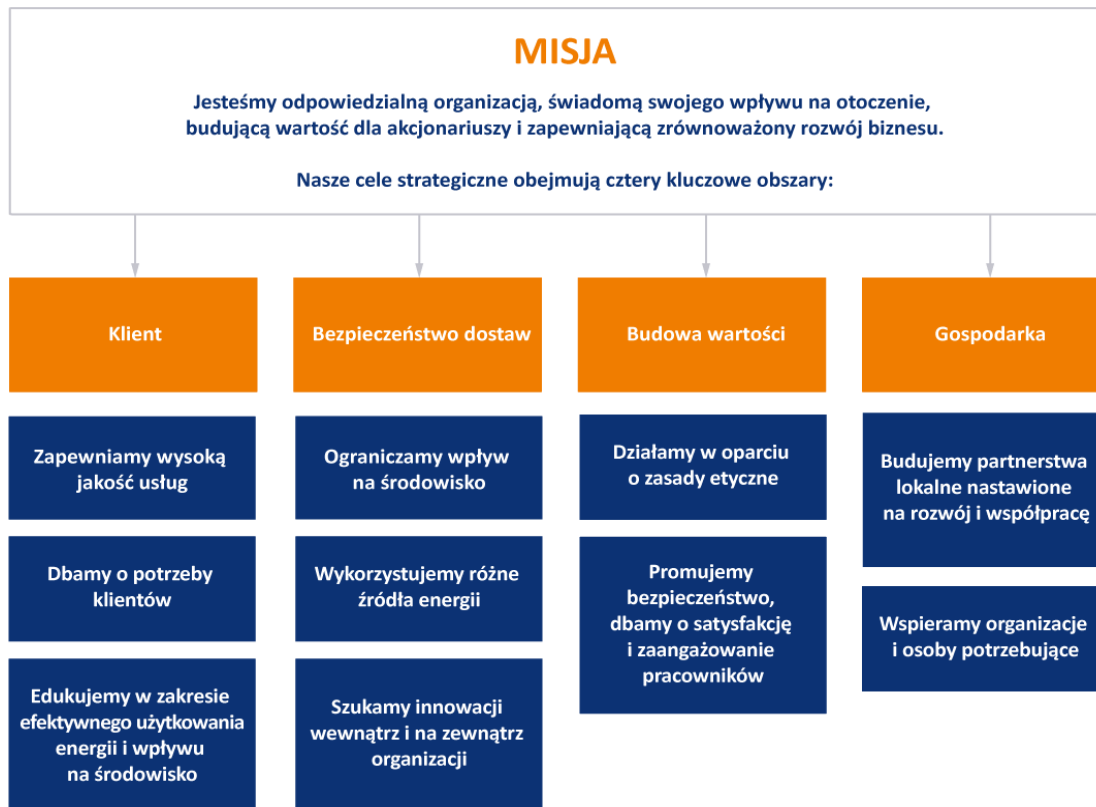 MISJA
Jesteśmy odpowiedzialną organizacją, świadomą swojego wpływu na otoczenie,
budującą wartość dla akcjonariuszy i zapewniającą zrównoważony rozwój biznesu.
Nasze cele strategiczne obejmują cztery kluczowe obszary:
Klient
Zapewniamy wysoką
jakość usług
Dbamy o potrzeby
klientów
Edukujemy w zakresie
efektywnego użytkowania
energii i wpływu
na środowisko
Bezpieczeństwo dostaw
Ograniczamy wpływ
na środowisko
Wykorzystujemy różne
źródła energii
Szukamy innowacji
wewnątrz i na zewnątrz
organizacji
Budowa wartości
Działamy w oparciu
o zasady etyczne
Promujemy
bezpieczeństwo,
dbamy o satysfakcję
i zaangażowanie
pracowników
Gospodarka
Budujemy partnerstwa
lokalne nastawione
na rozwój i współpracę
Wspieramy organizacje
i osoby potrzebujące